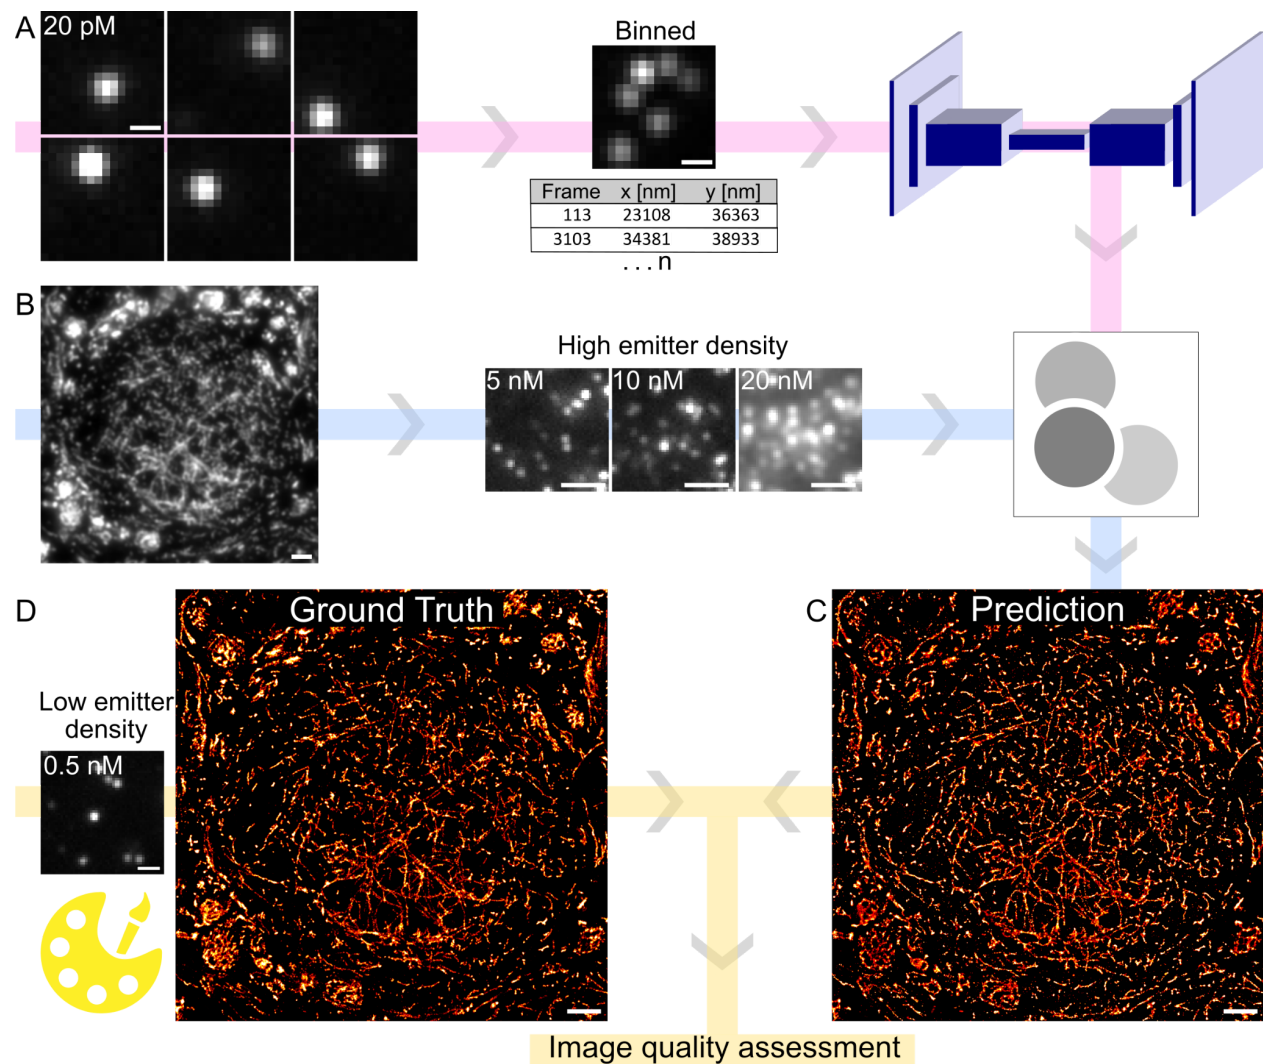 A
20 pM
Binned
Frame x [nm] y [nm]
113 23108 36363
3103 34381 38933
...n
B
High emitter density
5 nM 10 nM 20 nM
D
Ground Truth
C
Prediction
Low emitter
density
0.5 nM
Image quality assessment